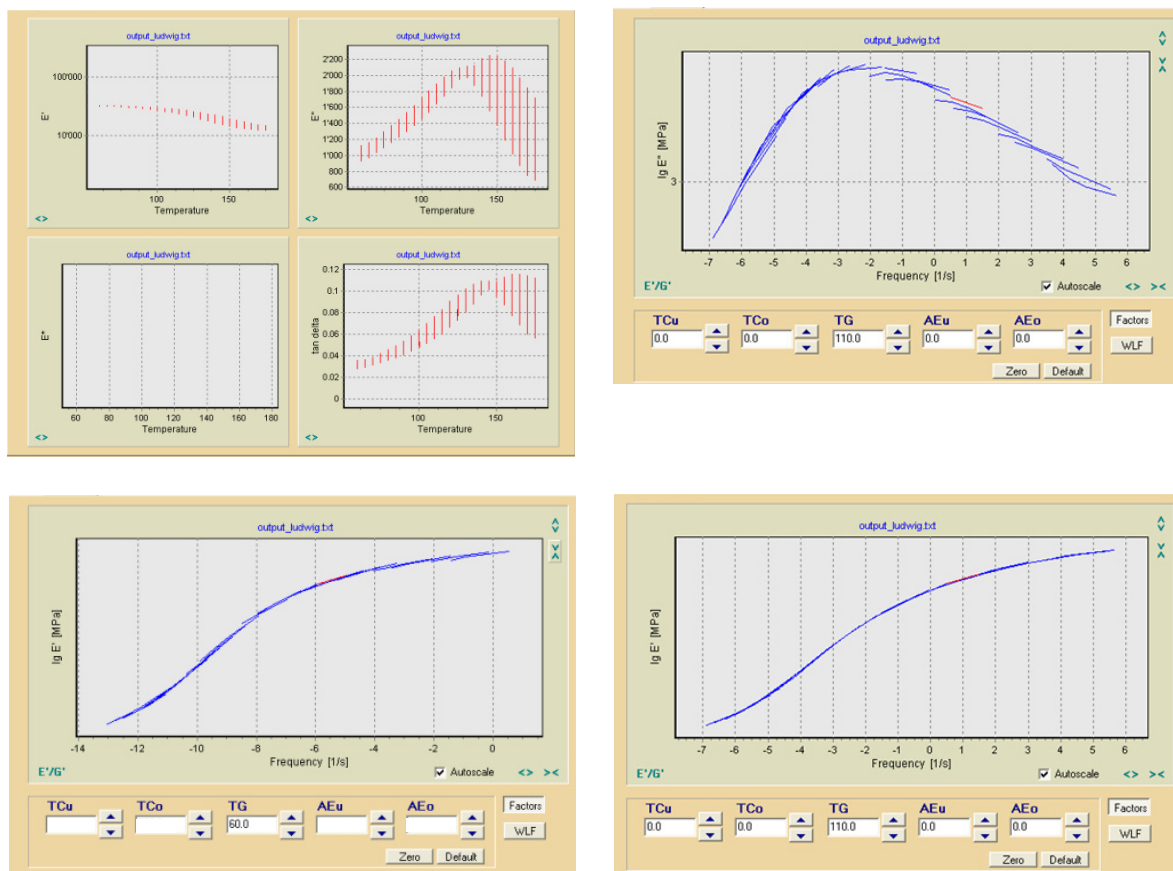 output_ludwig.txt
E'
100'000
10'000
100 150
Temperature
<>
output_ludwig.txt
E"
2'200
2'000
1'800
1'600
1'400
1'200
1'000
800
600
100 150
Temperature
<>
output_ludwig.txt
E*
60 80 100 120 140 160 180
Temperature
<>
output_ludwig.txt
tan delta
0.12
0.1
0.08
0.06
0.04
0.02
0
100 150
Temperature
<>
output_ludwig.txt
lg E" [MPa]
3
-7 -6 -5 -4 -3 -2 -1 0 1 2 3 4 5 6
Frequency [1/s]
E'/G'
Autoscale <> ><
TCu TCo TG AEu AEo Factors
0.0 0.0 110.0 0.0 0.0 WLF
Zero Default
output_ludwig.txt
lg E' [MPa]
-14 -12 -10 -8 -6 -4 -2 0
Frequency [1/s]
E'/G'
Autoscale <> ><
TCu TCo TG AEu AEo Factors
60.0 WLF
Zero Default
output_ludwig.txt
lg E' [MPa]
-7 -6 -5 -4 -3 -2 -1 0 1 2 3 4 5 6
Frequency [1/s]
E'/G'
Autoscale <> ><
TCu TCo TG AEu AEo Factors
0.0 0.0 110.0 0.0 0.0 WLF
Zero Default